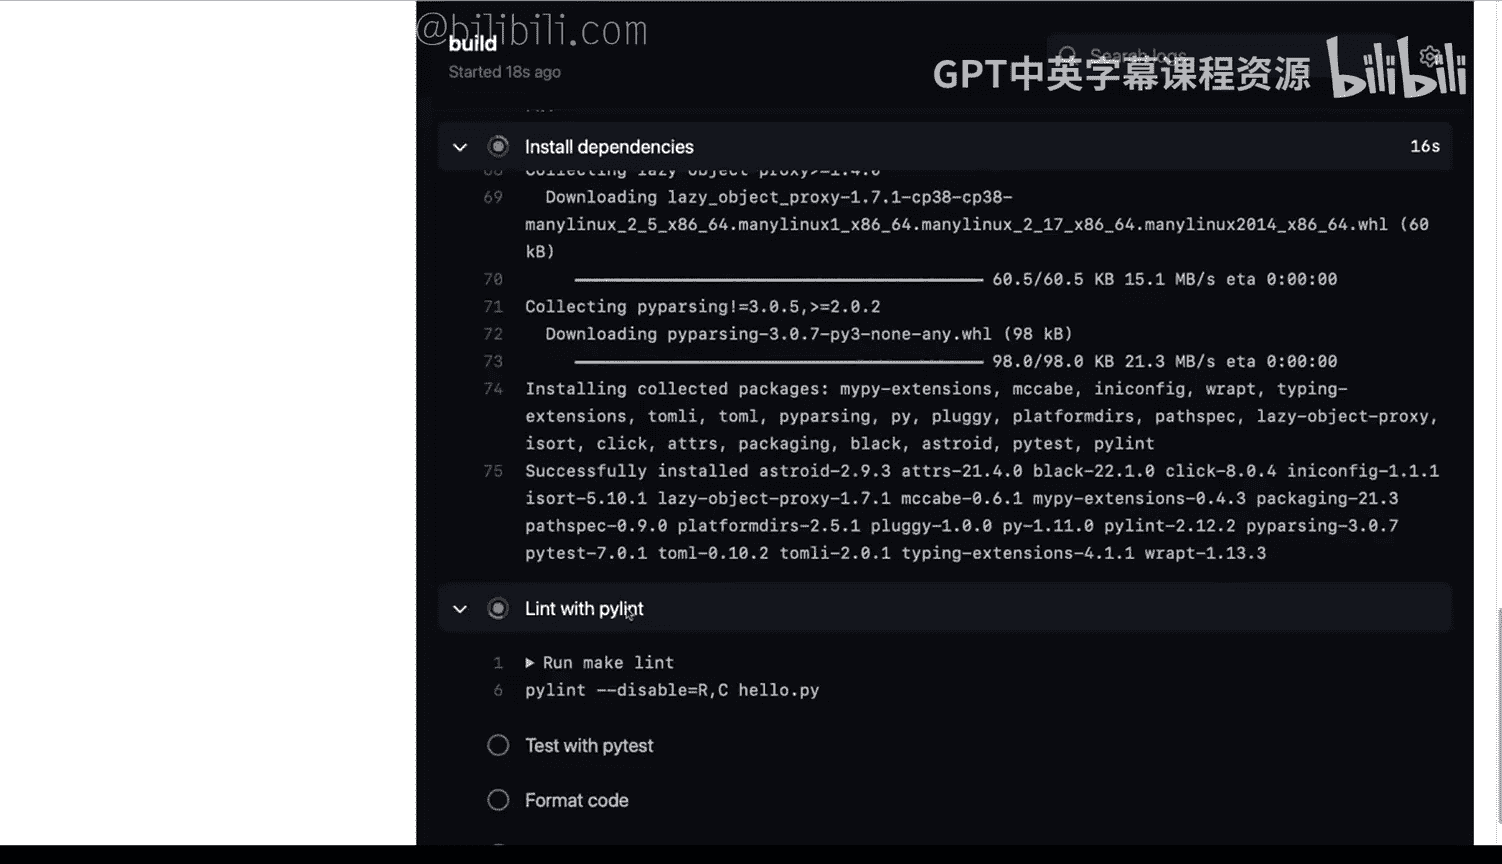 @bilibili.com
build
Search logs
GPT中英字幕课程资源 bilibili
Started 18s ago
Install dependencies 16s
68 Collecting lazy-object-proxy>=1.4.0
69 Downloading lazy_object_proxy-1.7.1-cp38-cp38-
manylinux_2_5_x86_64.manylinux1_x86_64.manylinux_2_17_x86_64.manylinux2014_x86_64.whl (60
kB)
70 60.5/60.5 KB 15.1 MB/s eta 0:00:00
71 Collecting pyparsing!=3.0.5,>=2.0.2
72 Downloading pyparsing-3.0.7-py3-none-any.whl (98 kB)
73 98.0/98.0 KB 21.3 MB/s eta 0:00:00
74 Installing collected packages: mypy-extensions, mccabe, iniconfig, wrapt, typing-
extensions, tomli, toml, pyparsing, py, pluggy, platformdirs, pathspec, lazy-object-proxy,
isort, click, attrs, packaging, black, astroid, pytest, pylint
75 Successfully installed astroid-2.9.3 attrs-21.4.0 black-22.1.0 click-8.0.4 iniconfig-1.1.1
isort-5.10.1 lazy-object-proxy-1.7.1 mccabe-0.6.1 mypy-extensions-0.4.3 packaging-21.3
pathspec-0.9.0 platformdirs-2.5.1 pluggy-1.0.0 py-1.11.0 pylint-2.12.2 pyparsing-3.0.7
pytest-7.0.1 toml-0.10.2 tomli-2.0.1 typing-extensions-4.1.1 wrapt-1.13.3
Lint with pylint
1 Run make lint
6 pylint --disable=R,C hello.py
Test with pytest
Format code